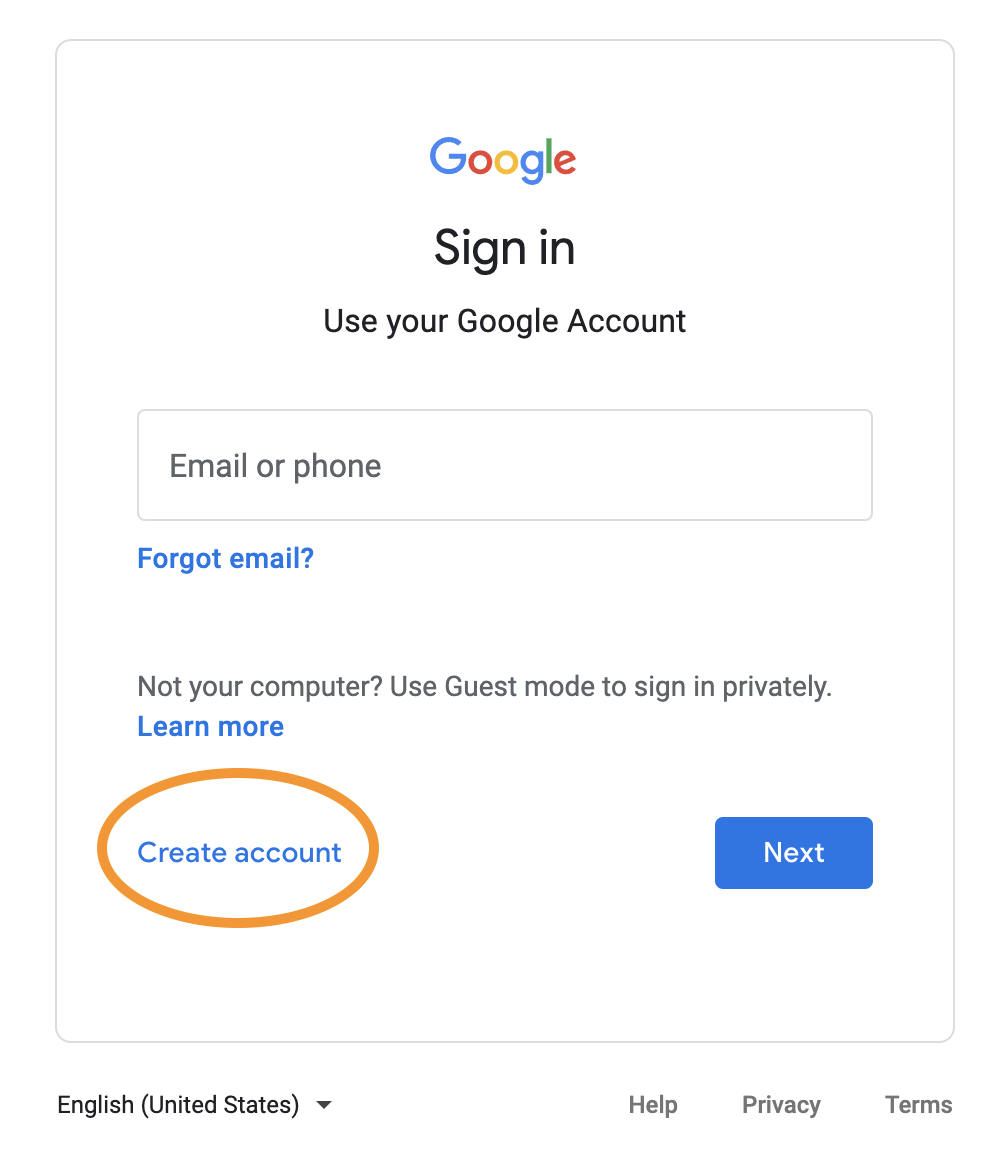 Google
Sign in
Use your Google Account
Email or phone
Forgot email?
Not your computer? Use Guest mode to sign in privately.
Learn more
Create account
Next
English (United States)
Help
Privacy
Terms